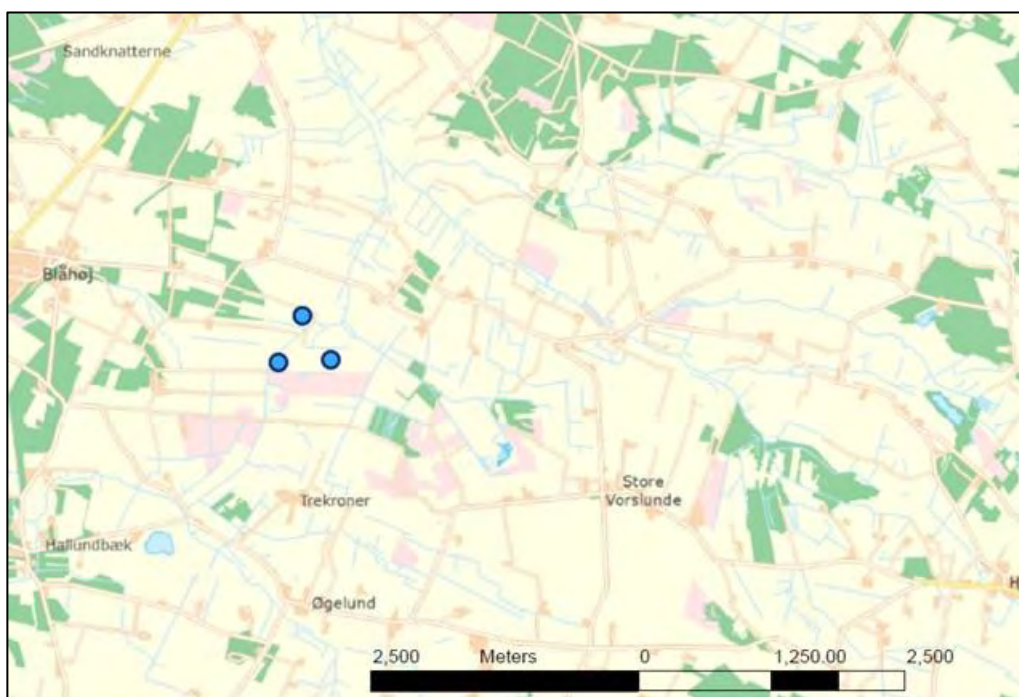 Sandknatterne
Blåhøj
Store
Vorslunde
Trekroner
Hallundbæk
H
Øgelund
2,500 Meters 0 1,250.00 2,500